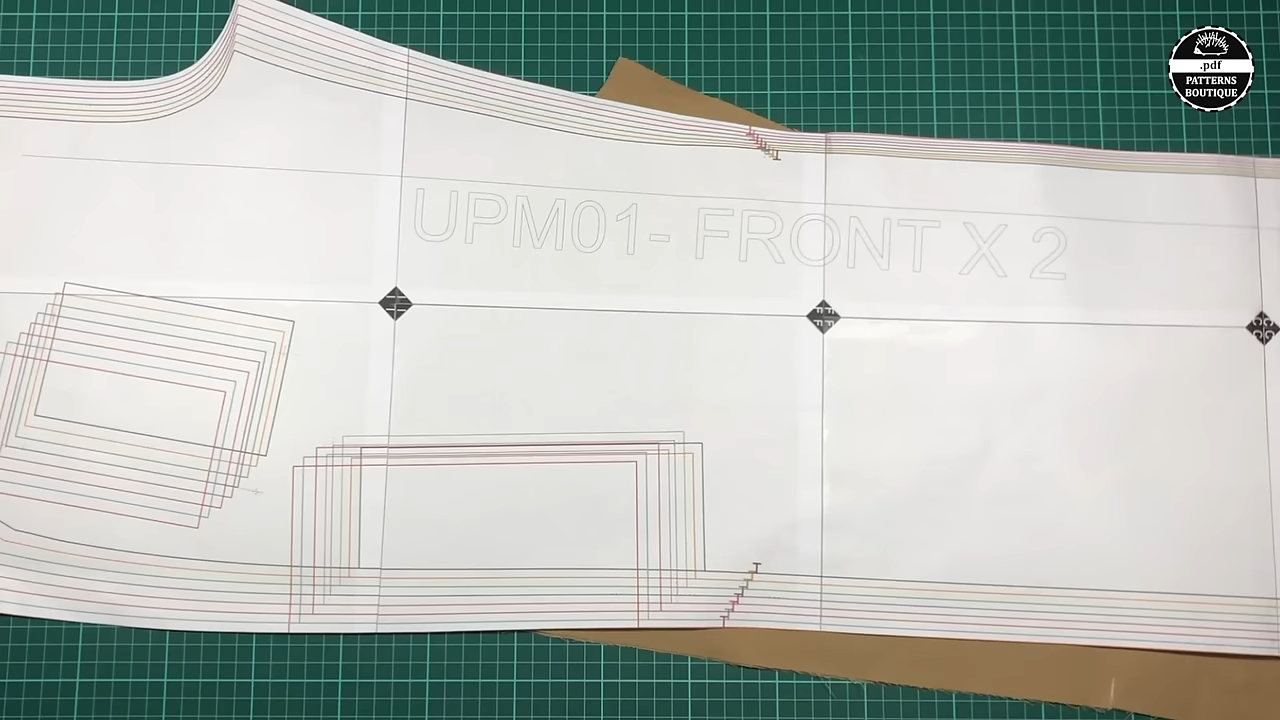 .pdf
PATTERNS
BOUTIQUE
UPM01- FRONT X 2